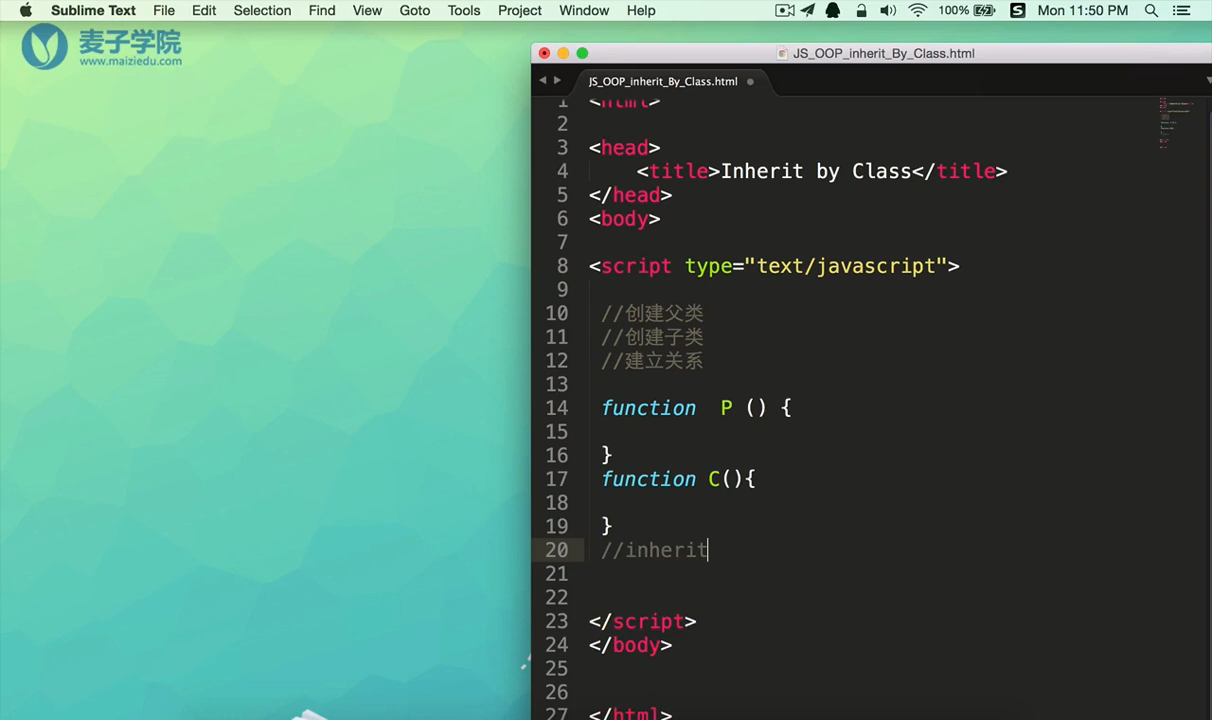 Sublime Text File Edit Selection Find View Goto Tools Project Window Help 100% Mon 11:50 PM
麦子学院
www.maiziedu.com
JS_OOP_inherit_By_Class.html
JS_OOP_inherit_By_Class.html
1 <html>
2
3 <head>
4 <title>Inherit by Class</title>
5 </head>
6 <body>
7
8 <script type="text/javascript">
9
10 //创建父类
11 //创建子类
12 //建立关系
13
14 function P () {
15
16 }
17 function C(){
18
19 }
20 //inherit
21
22
23 </script>
24 </body>
25
26
27 </html>